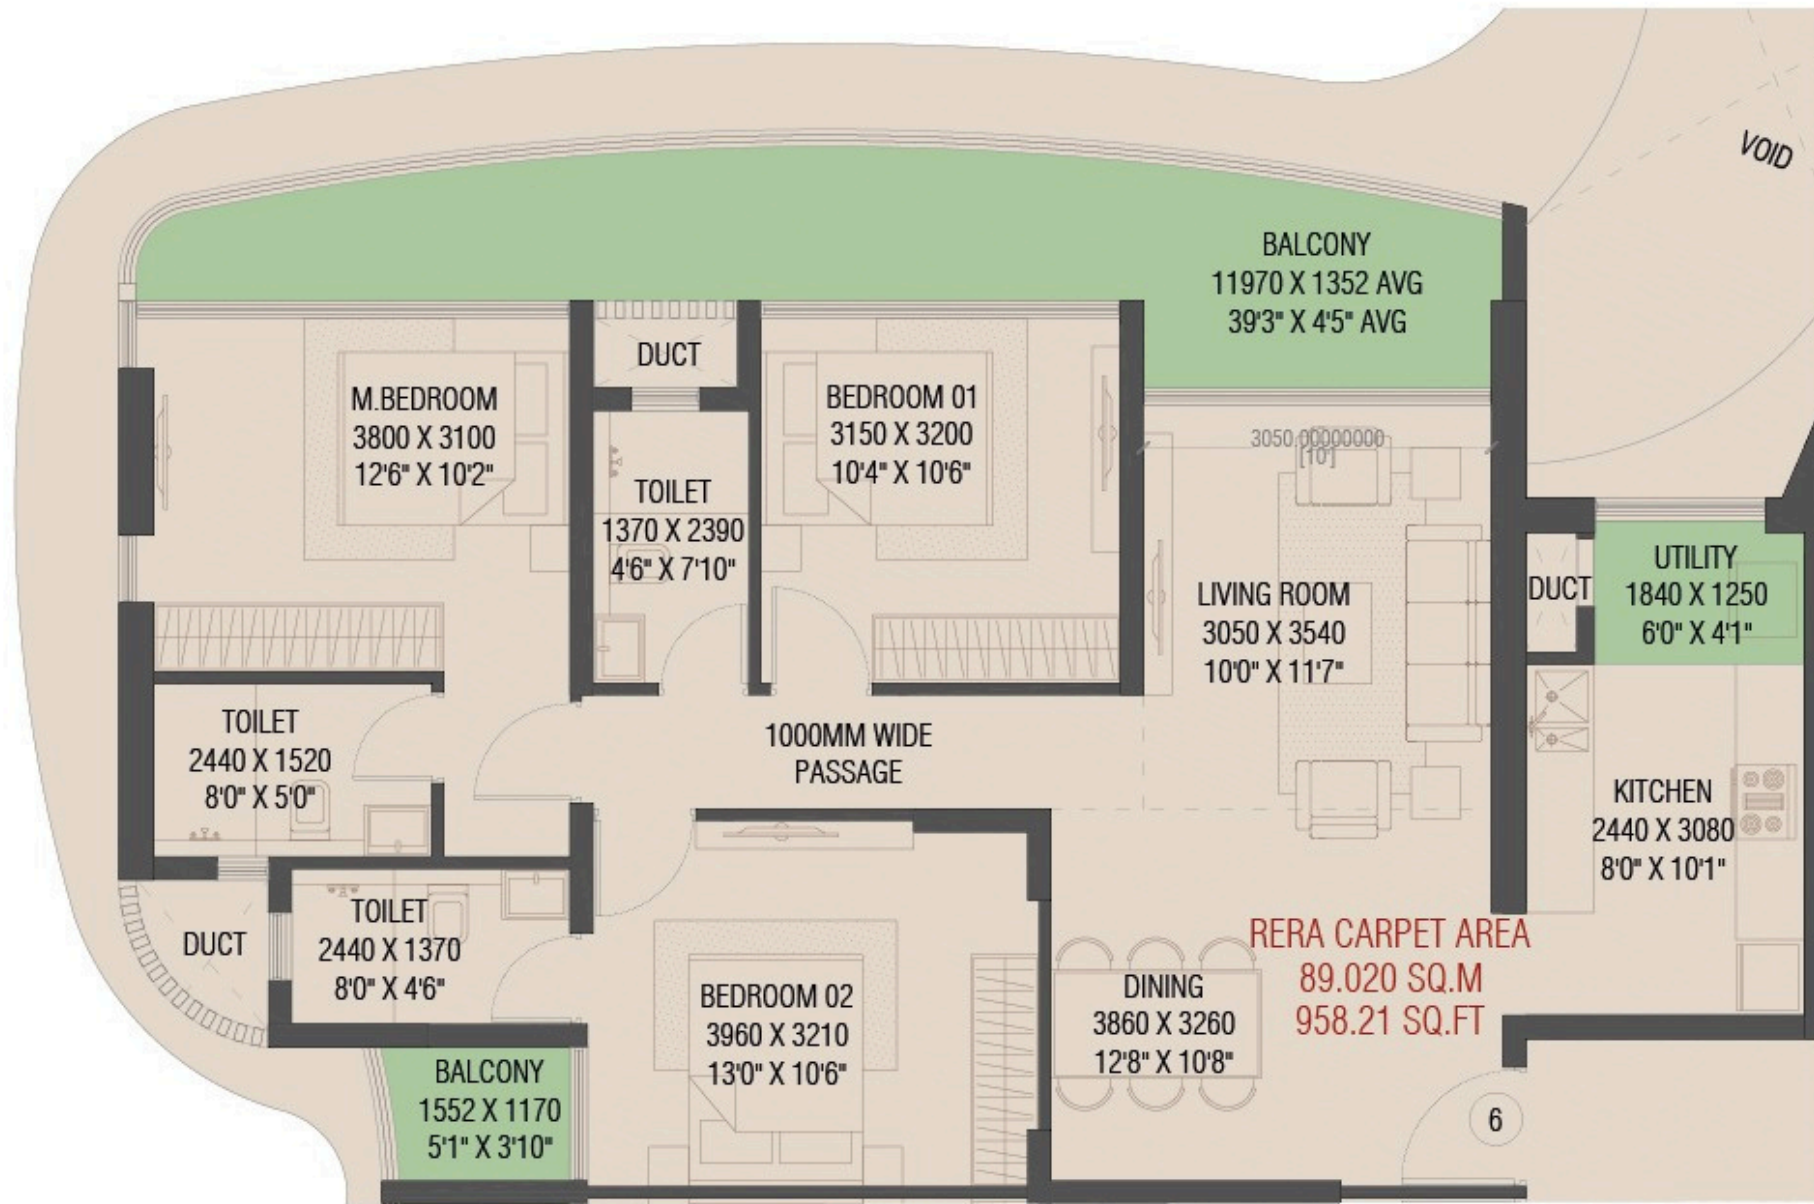 VOID
BALCONY
11970 X 1352 AVG
39'3" X 4'5" AVG
DUCT
M.BEDROOM
3800 X 3100
12'6" X 10'2"
BEDROOM 01
3150 X 3200
10'4" X 10'6"
3050.00000000
[10']
TOILET
1370 X 2390
4'6" X 7'10"
LIVING ROOM
3050 X 3540
10'0" X 11'7"
DUCT
UTILITY
1840 X 1250
6'0" X 4'1"
TOILET
2440 X 1520
8'0" X 5'0"
1000MM WIDE
PASSAGE
KITCHEN
2440 X 3080
8'0" X 10'1"
DUCT
TOILET
2440 X 1370
8'0" X 4'6"
RERA CARPET AREA
89.020 SQ.M
958.21 SQ.FT
BEDROOM 02
3960 X 3210
13'0" X 10'6"
DINING
3860 X 3260
12'8" X 10'8"
BALCONY
1552 X 1170
5'1" X 3'10"
6